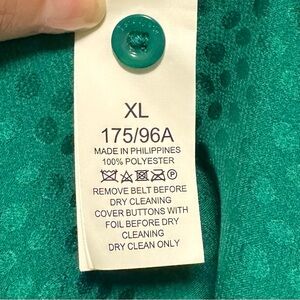 XL
175/96A
MADE IN PHILIPPINES
100% POLYESTER
REMOVE BELT BEFORE
DRY CLEANING
COVER BUTTONS WITH
FOIL BEFORE DRY
CLEANING
DRY CLEAN ONLY